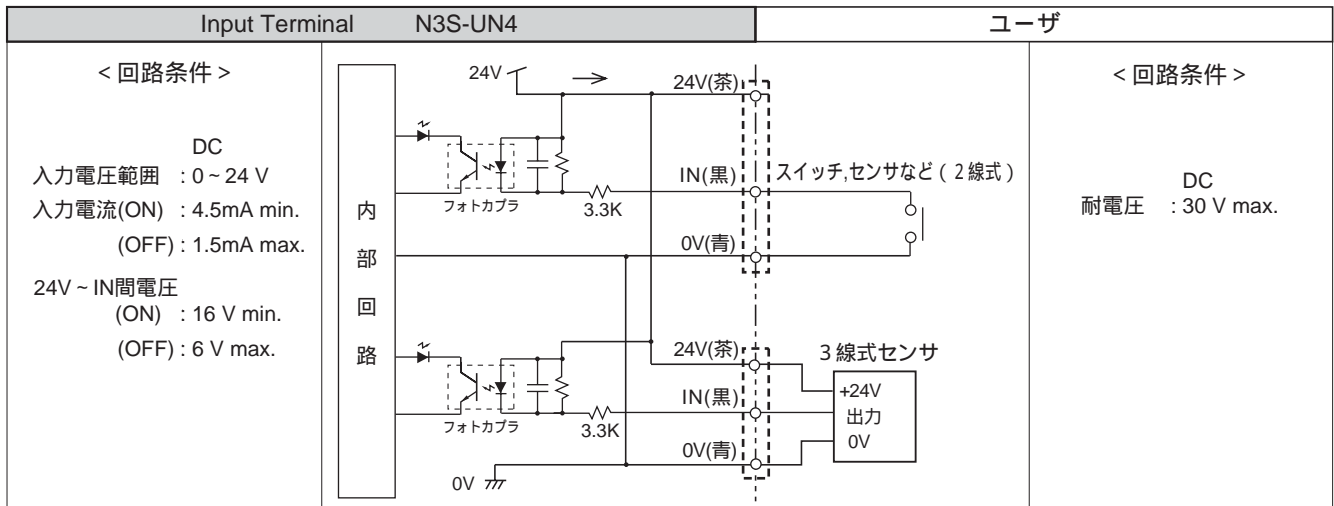 Input Terminal N3S-UN4
ユーザ
< 回路条件 >
DC
入力電圧範囲 : 0 ~ 24 V
入力電流(ON) : 4.5mA min.
(OFF) : 1.5mA max.
24V ~ IN間電圧
(ON) : 16 V min.
(OFF) : 6 V max.
内部回路
24V
24V(茶)
フォトカプラ
3.3K
IN(黒)
スイッチ,センサなど ( 2 線式 )
0V(青)
24V(茶)
3 線式センサ
フォトカプラ
3.3K
IN(黒)
+24V
出力
0V
0V(青)
0V
< 回路条件 >
DC
耐電圧 : 30 V max.